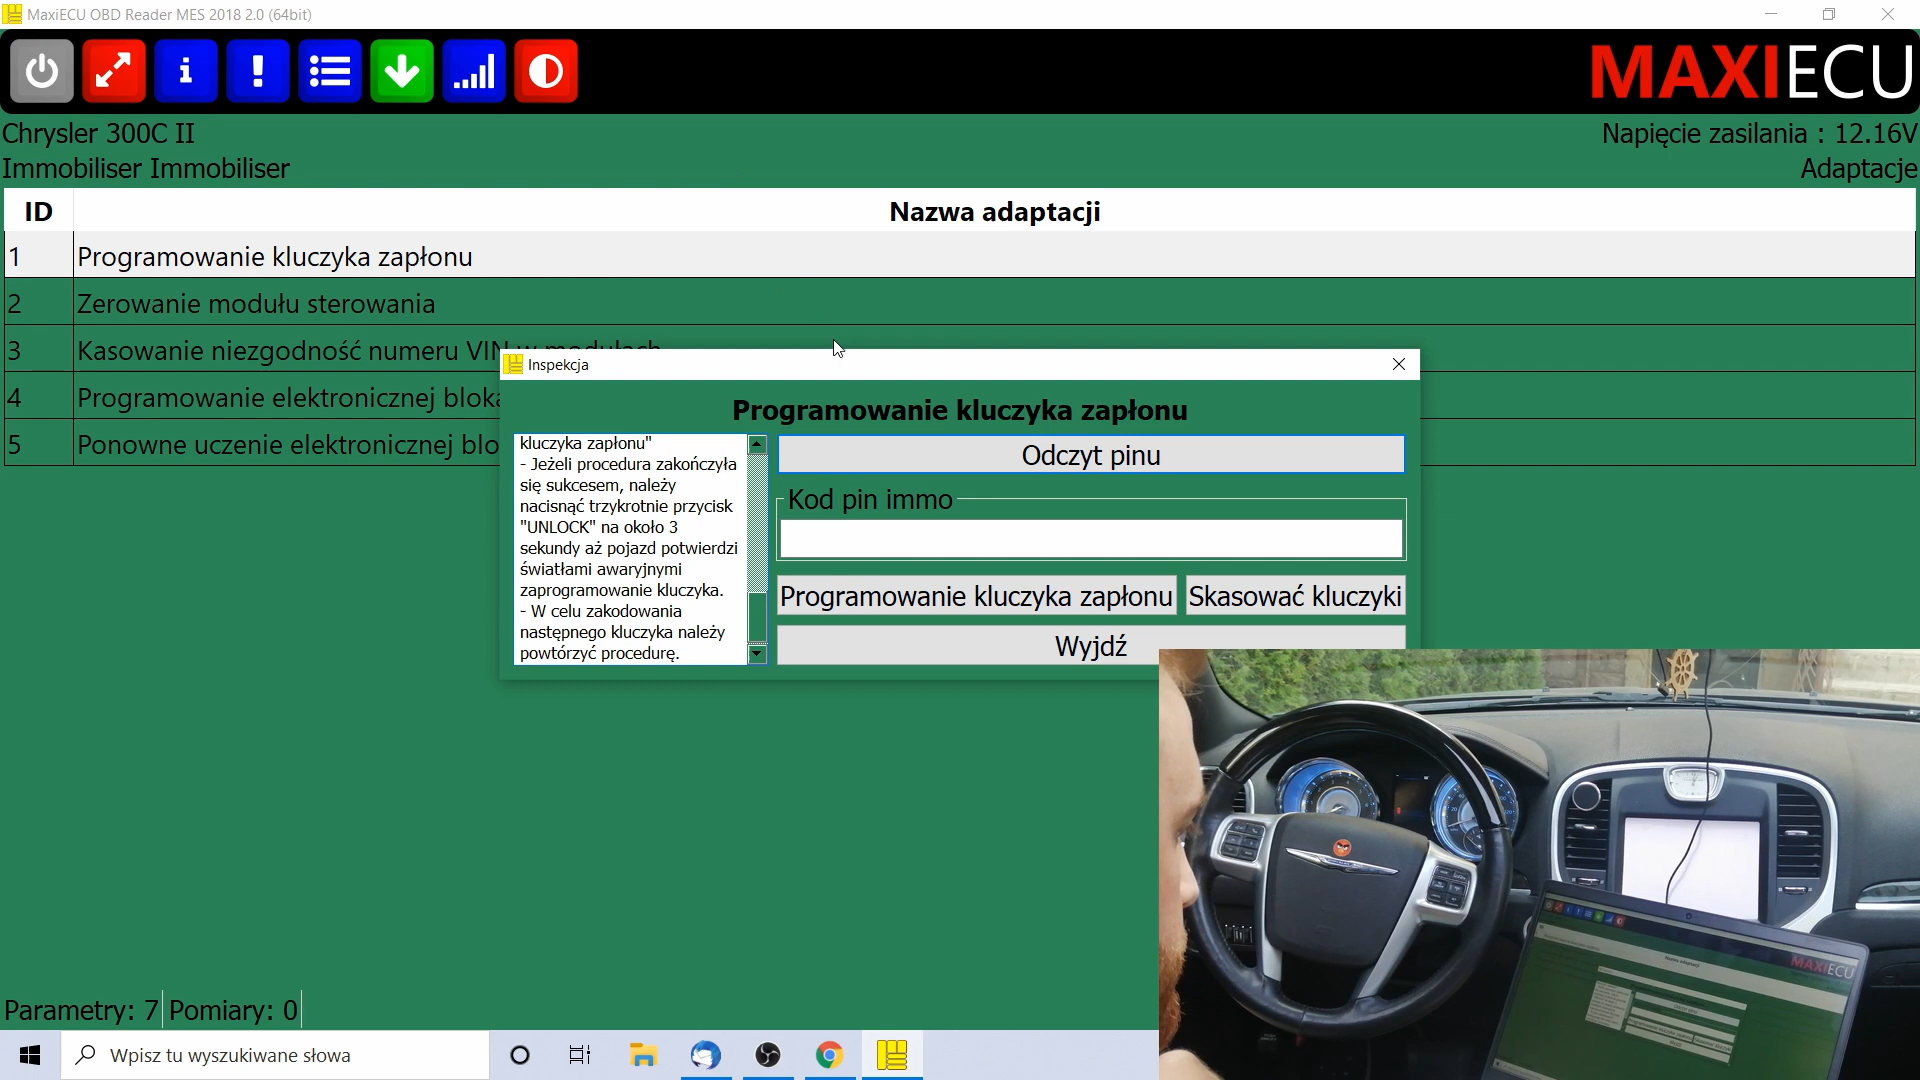 MaxiECU OBD Reader MES 2018 2.0 (64bit)
MAXIECU
Chrysler 300C II
Napięcie zasilania : 12.16V
Immobiliser Immobiliser
Adaptacje
ID Nazwa adaptacji
1 Programowanie kluczyka zapłonu
2 Zerowanie modułu sterowania
3 Kasowanie niezgodność numeru VIN w modułach
4 Programowanie elektronicznej bloka
5 Ponowne uczenie elektronicznej blo
Inspekcja
Programowanie kluczyka zapłonu
kluczyka zapłonu"
- Jeżeli procedura zakończyła
się sukcesem, należy
nacisnąć trzykrotnie przycisk
"UNLOCK" na około 3
sekundy aż pojazd potwierdzi
światłami awaryjnymi
zaprogramowanie kluczyka.
- W celu zakodowania
następnego kluczyka należy
powtórzyć procedurę.
Odczyt pinu
Kod pin immo
Programowanie kluczyka zapłonu
Skasować kluczyki
Wyjdź
MAXIECU
Parametry: 7 Pomiary: 0
Wpisz tu wyszukiwane słowa